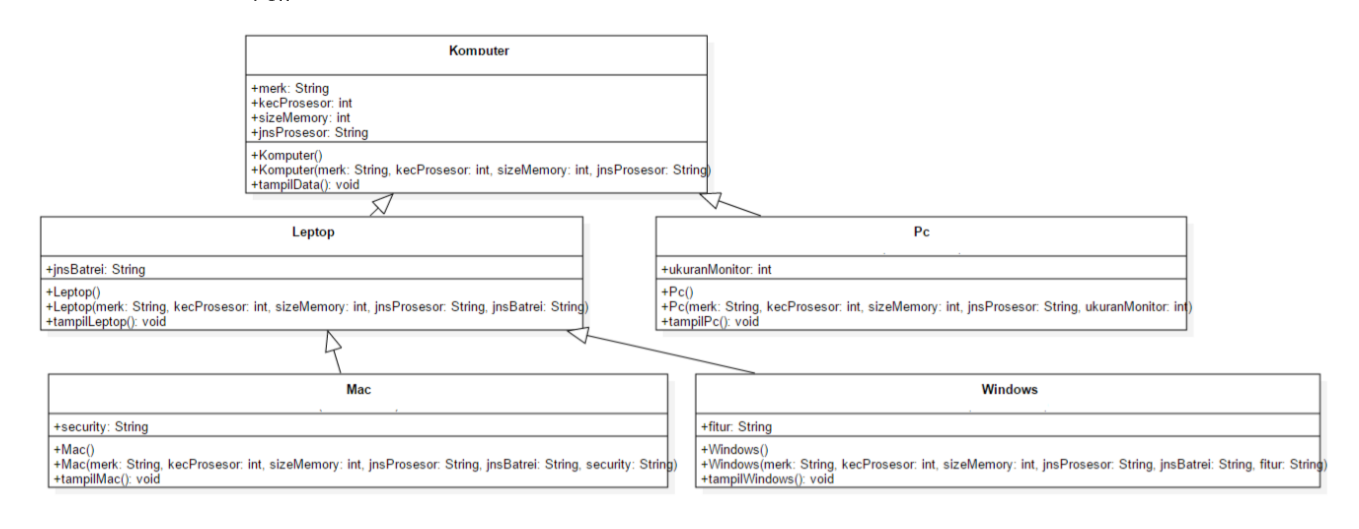 Komputer
+merk: String
+kecProsesor: int
+sizeMemory: int
+jnsProsesor: String
+Komputer()
+Komputer(merk: String, kecProsesor: int, sizeMemory: int, jnsProsesor: String)
+tampilData(): void
Leptop
+jnsBatrei: String
+Leptop()
+Leptop(merk: String, kecProsesor: int, sizeMemory: int, jnsProsesor: String, jnsBatrei: String)
+tampilLeptop(): void
Pc
+ukuranMonitor: int
+Pc()
+Pc(merk: String, kecProsesor: int, sizeMemory: int, jnsProsesor: String, ukuranMonitor: int)
+tampilPc(): void
Mac
+security: String
+Mac()
+Mac(merk: String, kecProsesor: int, sizeMemory: int, jnsProsesor: String, jnsBatrei: String, security: String)
+tampilMac(): void
Windows
+fitur: String
+Windows()
+Windows(merk: String, kecProsesor: int, sizeMemory: int, jnsProsesor: String, jnsBatrei: String, fitur: String)
+tampilWindows(): void